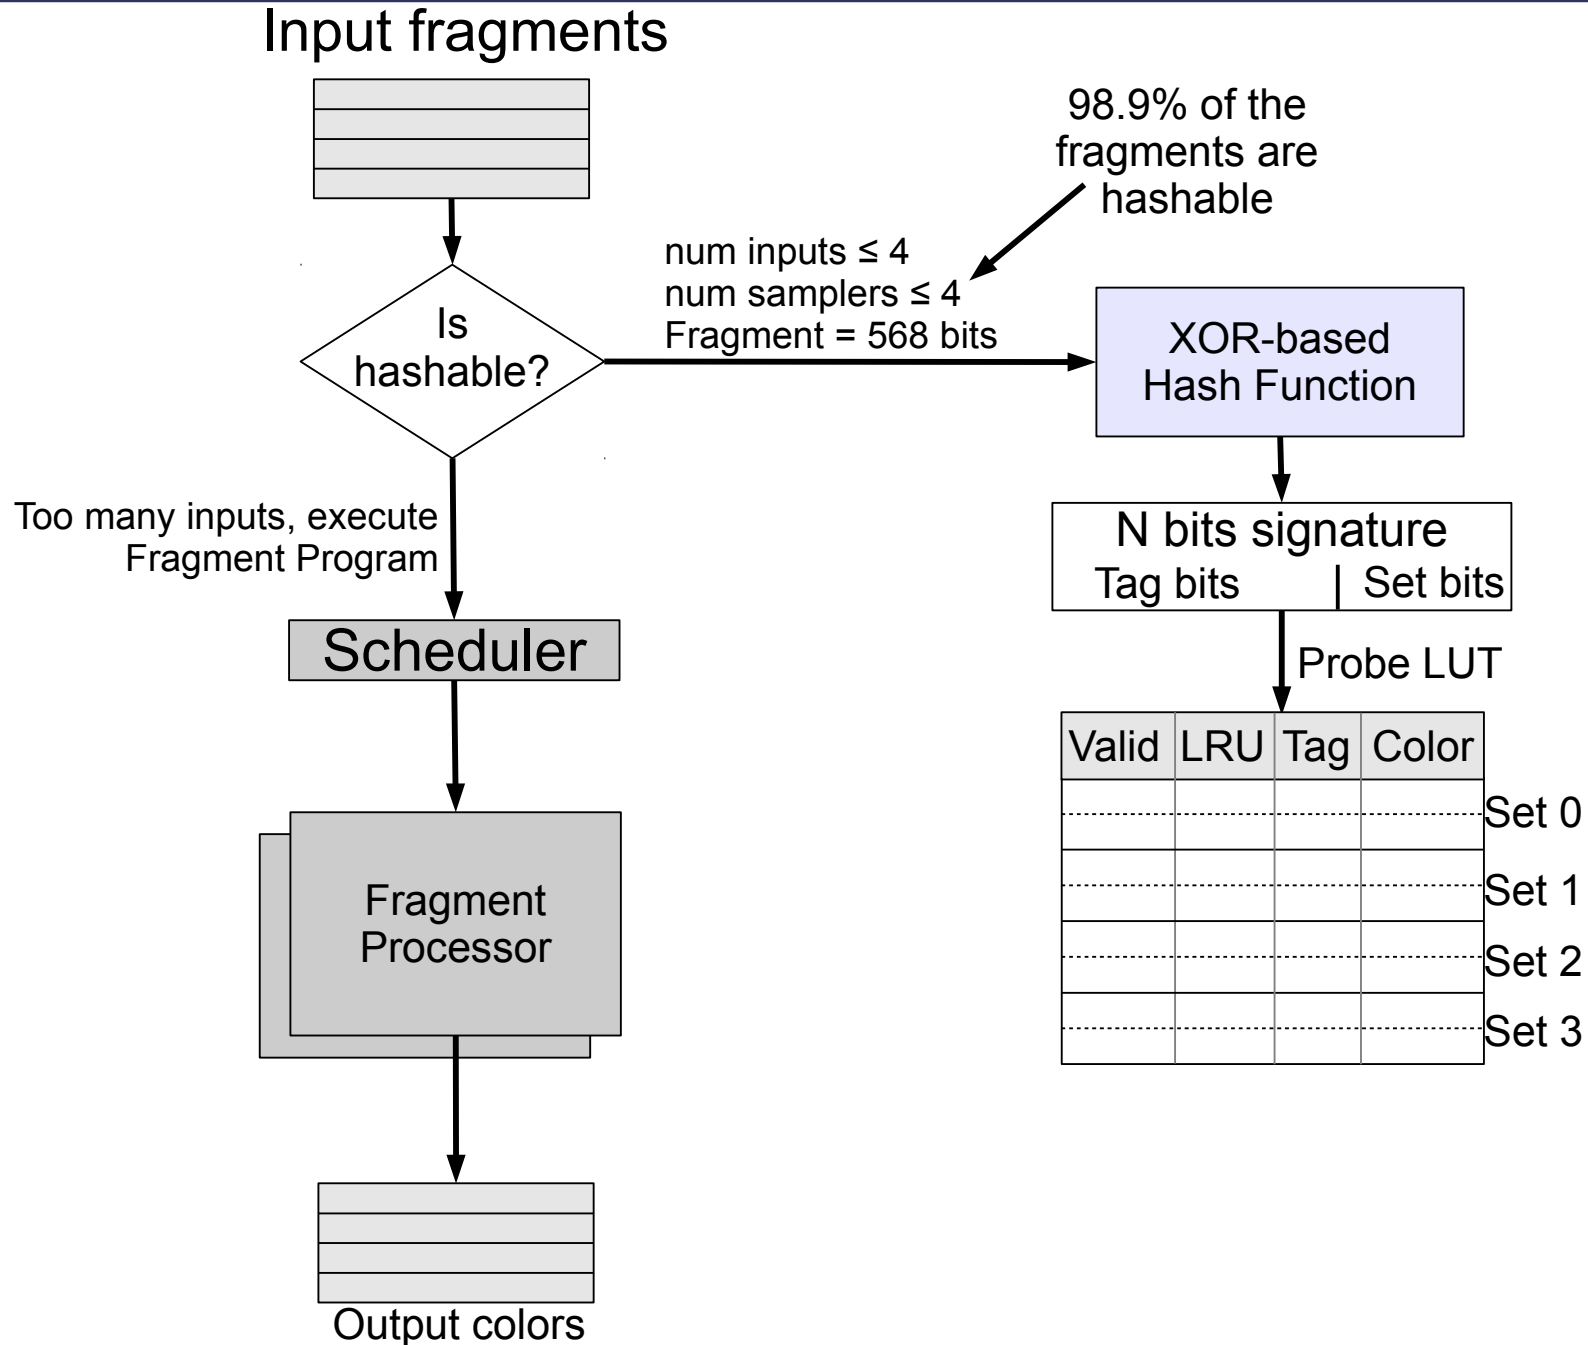 Input fragments
98.9% of the
fragments are
hashable
num inputs ≤ 4
num samplers ≤ 4
Fragment = 568 bits
Is
hashable?
XOR-based
Hash Function
Too many inputs, execute
Fragment Program
N bits signature
Tag bits | Set bits
Scheduler
Probe LUT
Valid LRU Tag Color
Set 0
Set 1
Set 2
Set 3
Fragment
Processor
Output colors